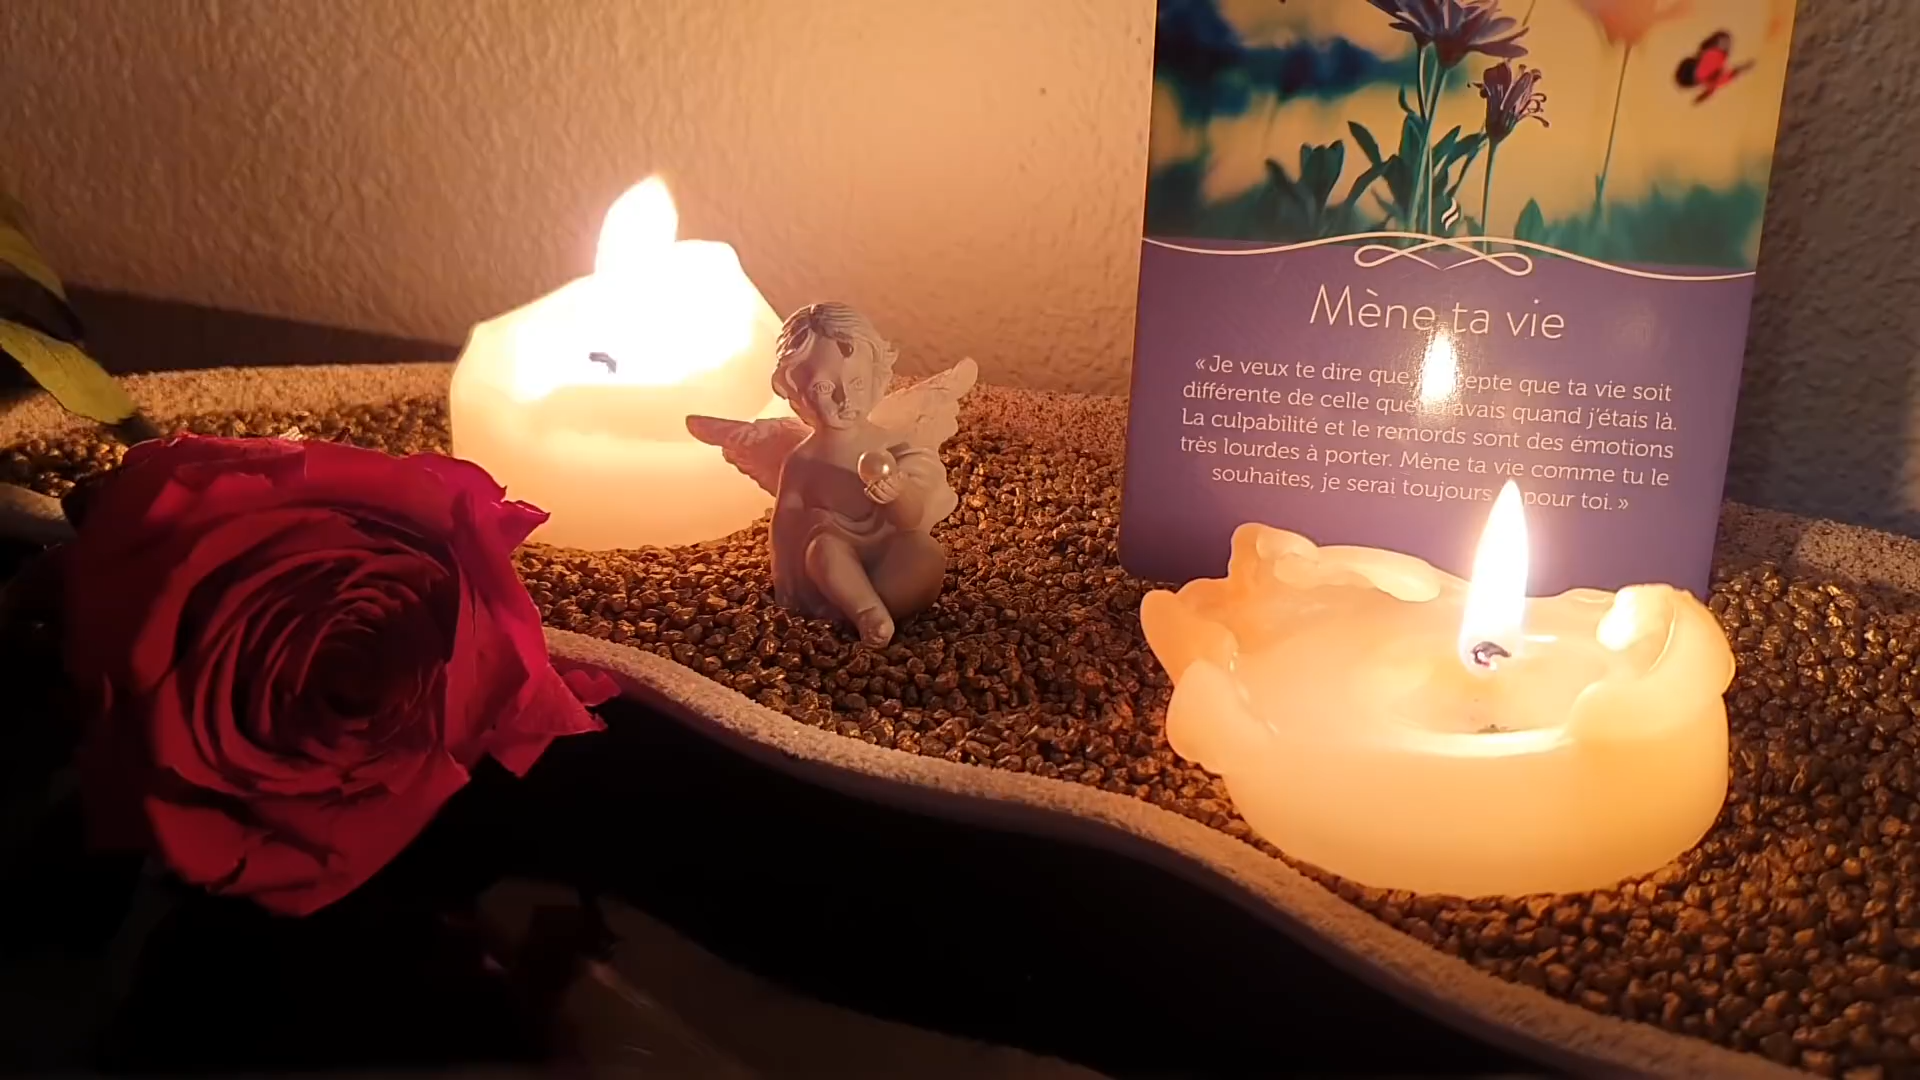 Mène ta vie
« Je veux te dire que epte que ta vie soit
différente de celle que avais quand j'étais là.
La culpabilité et le remords sont des émotions
très lourdes à porter. Mène ta vie comme tu le
souhaites, je serai toujours pour toi. »